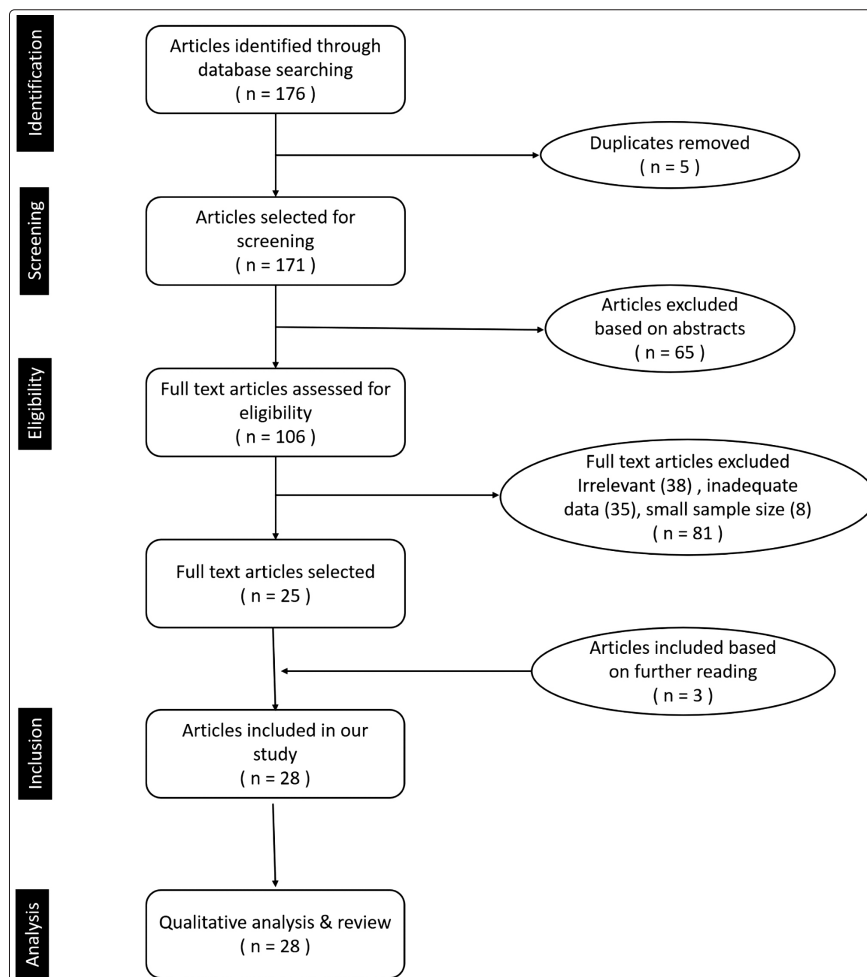 Identification
Articles identified through
database searching
( n = 176 )
Duplicates removed
( n = 5 )
Screening
Articles selected for
screening
( n = 171 )
Articles excluded
based on abstracts
( n = 65 )
Eligibility
Full text articles assessed for
eligibility
( n = 106 )
Full text articles excluded
Irrelevant (38) , inadequate
data (35), small sample size (8)
( n = 81 )
Full text articles selected
( n = 25 )
Articles included based
on further reading
( n = 3 )
Inclusion
Articles included in our
study
( n = 28 )
Analysis
Qualitative analysis & review
( n = 28 )